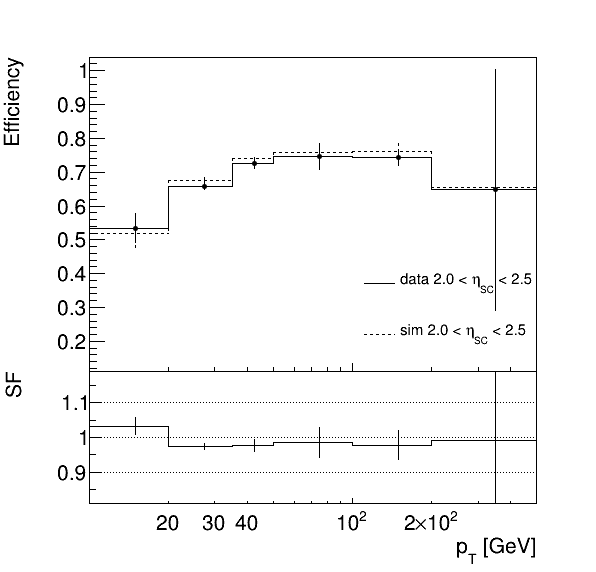 Efficiency
1
0.9
0.8
0.7
0.6
0.5
0.4
0.3
0.2
data 2.0 < η_SC < 2.5
sim 2.0 < η_SC < 2.5
SF
1.1
1
0.9
20 30 40 10² 2×10²
p_T [GeV]